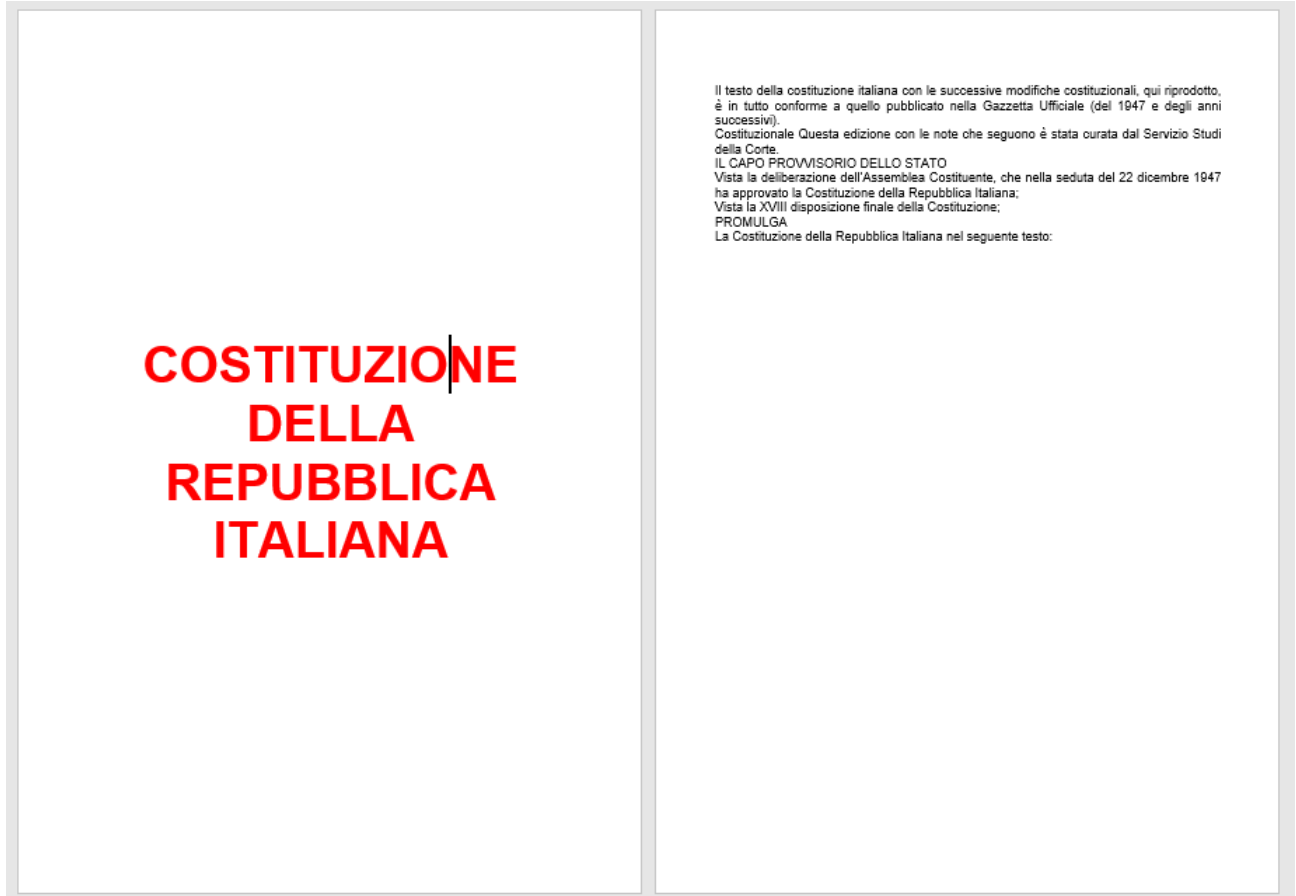 COSTITUZIONE
DELLA
REPUBBLICA
ITALIANA
Il testo della costituzione italiana con le successive modifiche costituzionali, qui riprodotto,
è in tutto conforme a quello pubblicato nella Gazzetta Ufficiale (del 1947 e degli anni
successivi).
Costituzionale Questa edizione con le note che seguono è stata curata dal Servizio Studi
della Corte.
IL CAPO PROVVISORIO DELLO STATO
Vista la deliberazione dell'Assemblea Costituente, che nella seduta del 22 dicembre 1947
ha approvato la Costituzione della Repubblica Italiana;
Vista la XVIII disposizione finale della Costituzione;
PROMULGA
La Costituzione della Repubblica Italiana nel seguente testo: